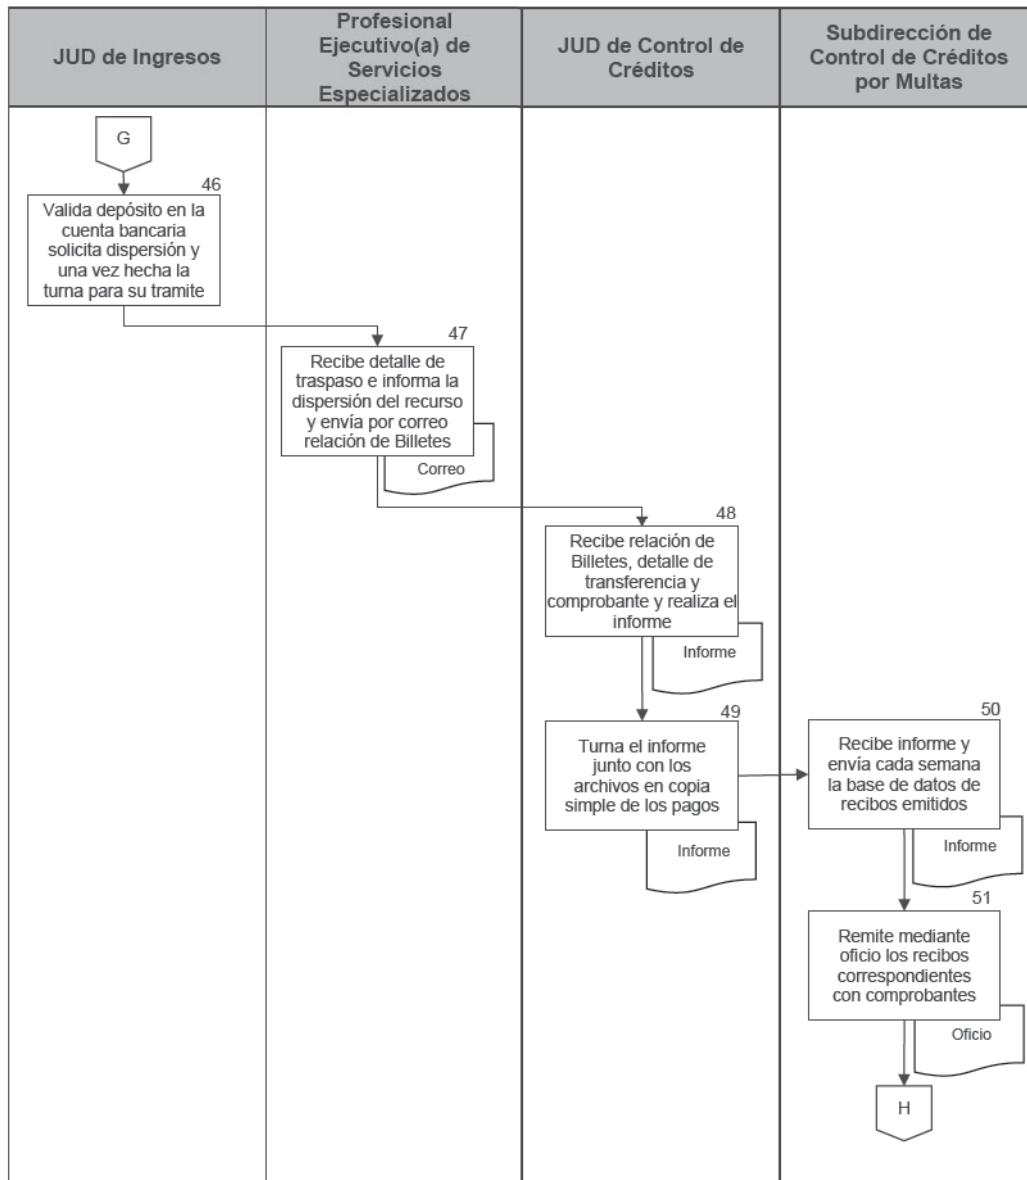 JUD de Ingresos
Profesional
Ejecutivo(a) de
Servicios
Especializados
JUD de Control de
Créditos
Subdirección de
Control de Créditos
por Multas
G
46
Valida depósito en la
cuenta bancaria
solicita dispersión y
una vez hecha la
turna para su tramite
47
Recibe detalle de
traspaso e informa la
dispersión del recurso
y envía por correo
relación de Billetes
Correo
48
Recibe relación de
Billetes, detalle de
transferencia y
comprobante y realiza el
informe
Informe
49
Turna el informe
junto con los
archivos en copia
simple de los pagos
Informe
50
Recibe informe y
envía cada semana
la base de datos de
recibos emitidos
Informe
51
Remite mediante
oficio los recibos
correspondientes
con comprobantes
Oficio
H